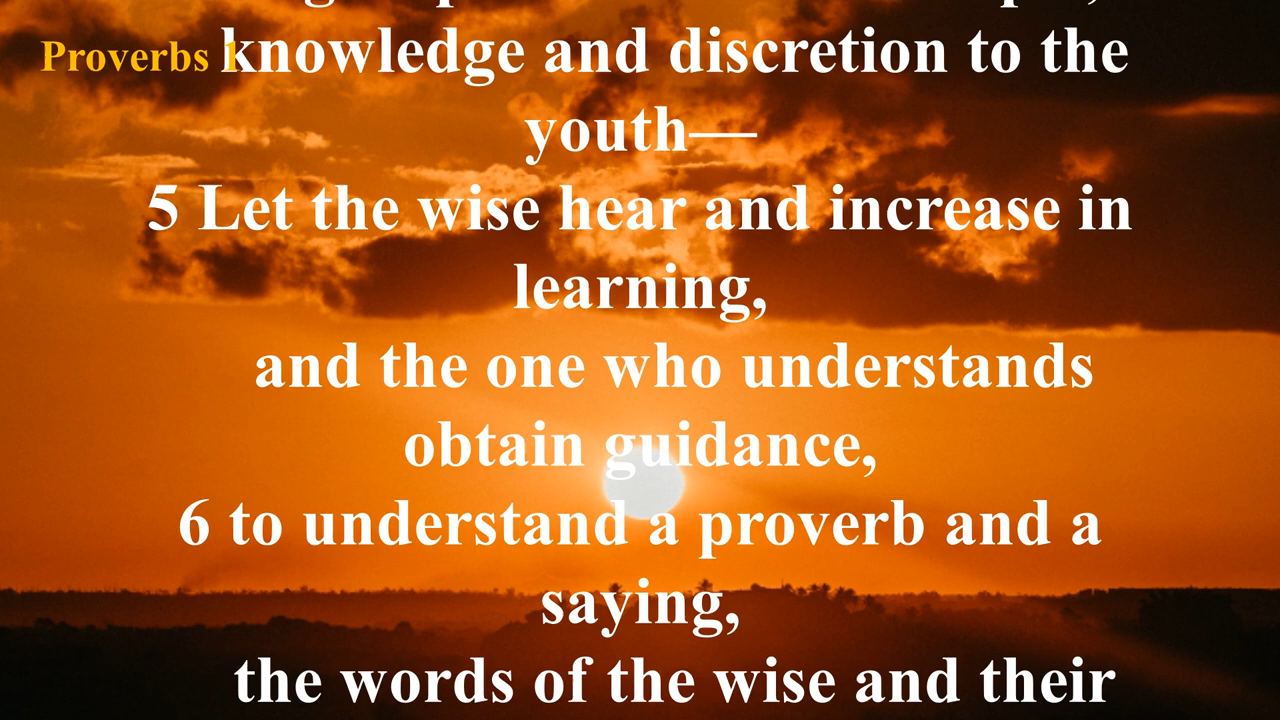 Proverbs 1
knowledge and discretion to the
youth—
5 Let the wise hear and increase in
learning,
and the one who understands
obtain guidance,
6 to understand a proverb and a
saying,
the words of the wise and their